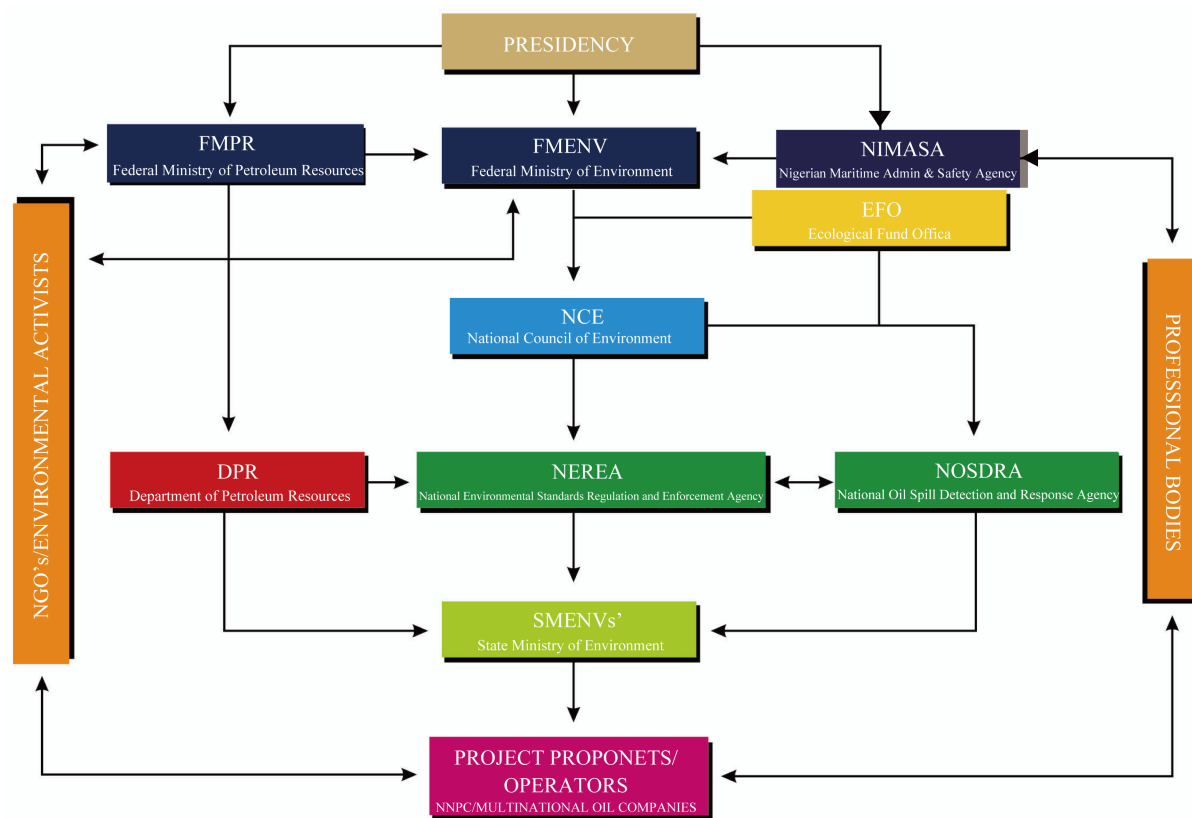 PRESIDENCY
FMPR
Federal Ministry of Petroleum Resources
FMENV
Federal Ministry of Environment
NIMASA
Nigerian Maritime Admin & Safety Agency
EFO
Ecological Fund Offica
NGO's/ENVIRONMENTAL ACTIVISTS
NCE
National Council of Environment
PROFESSIONAL BODIES
DPR
Department of Petroleum Resources
NEREA
National Environmental Standards Regulation and Enforcement Agency
NOSDRA
National Oil Spill Detection and Response Agency
SMENVs'
State Ministry of Environment
PROJECT PROPONETS/
OPERATORS
NNPC/MULTINATIONAL OIL COMPANIES